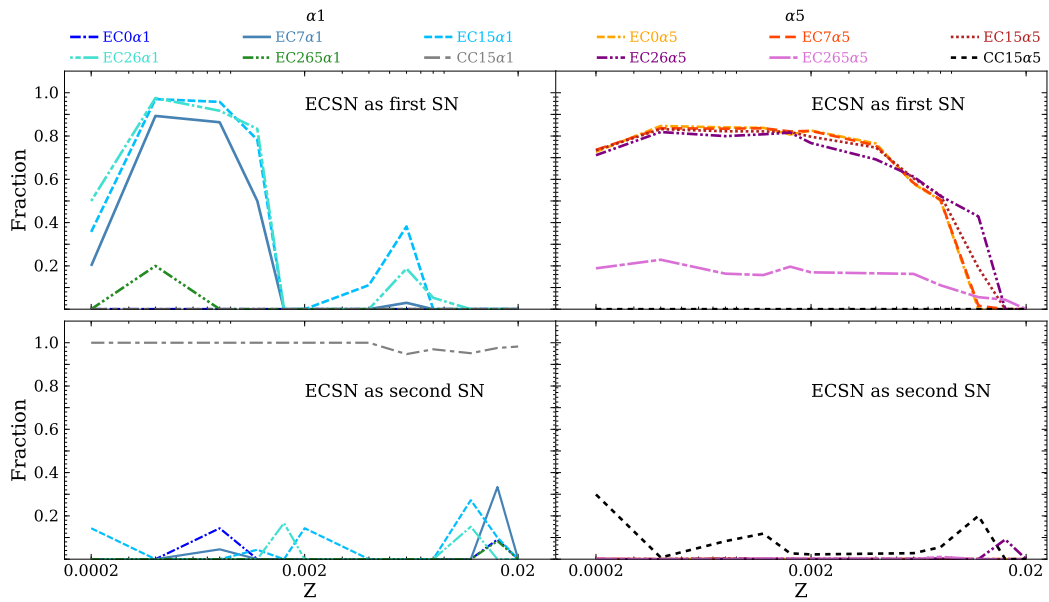 α1 α5
EC0α1 EC7α1 EC15α1 EC0α5 EC7α5 EC15α5
EC26α1 EC265α1 CC15α1 EC26α5 EC265α5 CC15α5
ECSN as first SN ECSN as first SN
1.0
0.8
0.6
0.4
0.2
Fraction
ECSN as second SN ECSN as second SN
1.0
0.8
0.6
0.4
0.2
Fraction
0.0002 0.002 0.02 0.0002 0.002 0.02
Z Z